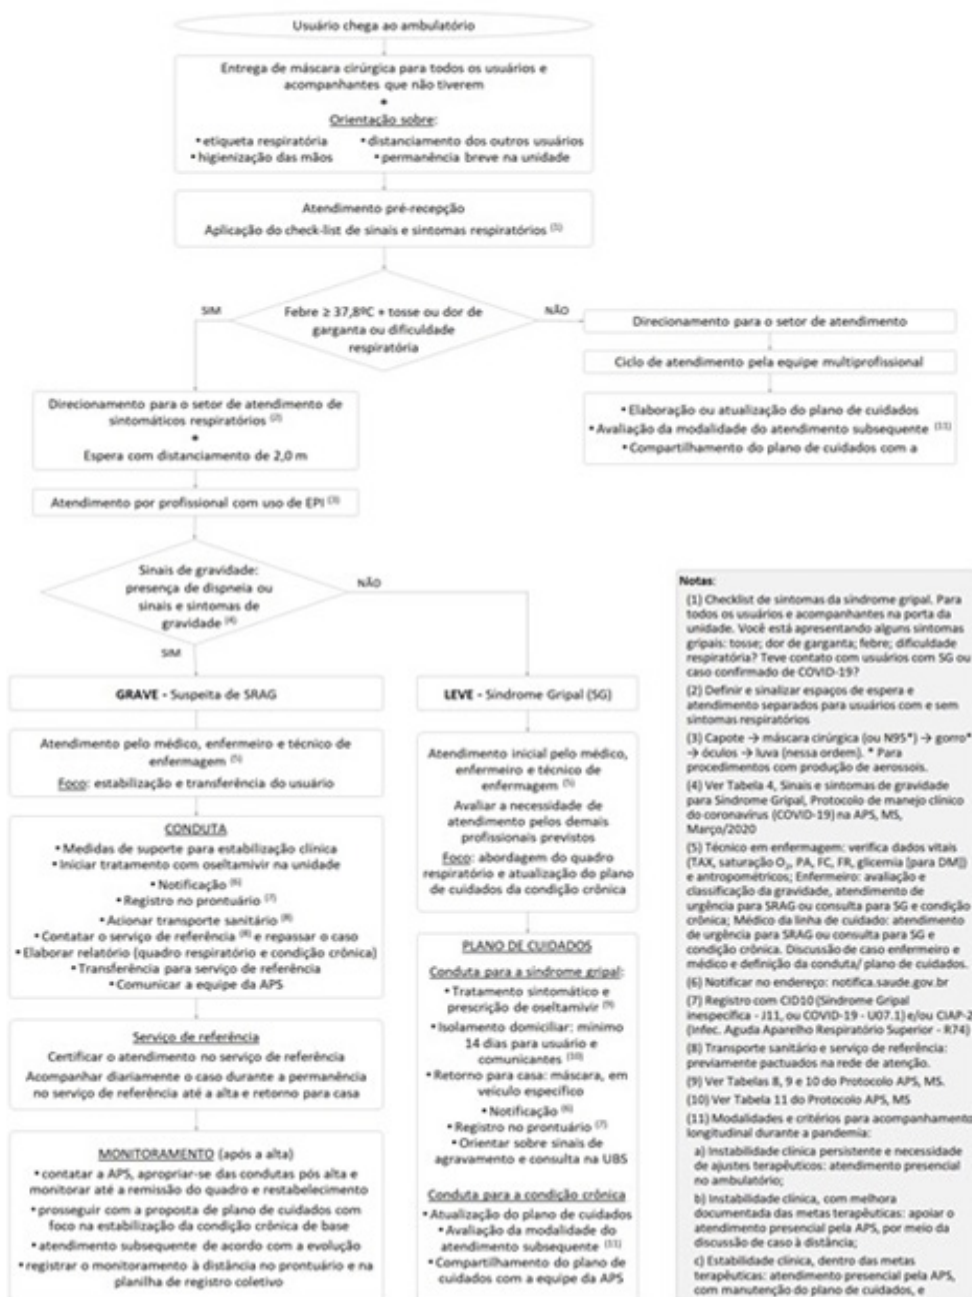 Usuário chega ao ambulatório
Entrega de máscara cirúrgica para todos os usuários e
acompanhantes que não tiverem
•
Orientação sobre:
• etiqueta respiratória • distanciamento dos outros usuários
• higienização das mãos • permanência breve na unidade
Atendimento pré-recepção
Aplicação do check-list de sinais e sintomas respiratórios (1)
SIM
Febre ≥ 37,8ºC + tosse ou dor de
garganta ou dificuldade
respiratória
NÃO
Direcionamento para o setor de atendimento
Ciclo de atendimento pela equipe multiprofissional
• Elaboração ou atualização do plano de cuidados
• Avaliação da modalidade do atendimento subsequente (11)
• Compartilhamento do plano de cuidados com a
Direcionamento para o setor de atendimento de
sintomáticos respiratórios (2)
•
Espera com distanciamento de 2,0 m
Atendimento por profissional com uso de EPI (3)
Sinais de gravidade:
presença de dispneia ou
sinais e sintomas de
gravidade (4)
NÃO
SIM
GRAVE - Suspeita de SRAG
Atendimento pelo médico, enfermeiro e técnico de
enfermagem (5)
Foco: estabilização e transferência do usuário
CONDUTA
• Medidas de suporte para estabilização clínica
• Iniciar tratamento com oseltamivir na unidade
• Notificação (6)
• Registro no prontuário (7)
• Acionar transporte sanitário (8)
• Contatar o serviço de referência (8) e repassar o caso
• Elaborar relatório (quadro respiratório e condição crônica)
• Transferência para serviço de referência
• Comunicar a equipe da APS
Serviço de referência
Certificar o atendimento no serviço de referência
Acompanhar diariamente o caso durante a permanência
no serviço de referência até a alta e retorno para casa
MONITORAMENTO (após a alta)
• contatar a APS, apropriar-se das condutas pós alta e
monitorar até a remissão do quadro e restabelecimento
• prosseguir com a proposta de plano de cuidados com
foco na estabilização da condição crônica de base
• atendimento subsequente de acordo com a evolução
• registrar o monitoramento à distância no prontuário e na
planilha de registro coletivo
LEVE - Síndrome Gripal (SG)
Atendimento inicial pelo médico,
enfermeiro e técnico de
enfermagem (5)
Avaliar a necessidade de
atendimento pelos demais
profissionais previstos
Foco: abordagem do quadro
respiratório e atualização do plano
de cuidados da condição crônica
PLANO DE CUIDADOS
Conduta para a síndrome gripal:
• Tratamento sintomático e
prescrição de oseltamivir (9)
• Isolamento domiciliar: mínimo
14 dias para usuário e
comunicantes (10)
• Retorno para casa: máscara, em
veículo específico
• Notificação (6)
• Registro no prontuário (7)
• Orientar sobre sinais de
agravamento e consulta na UBS
Conduta para a condição crônica
• Atualização do plano de cuidados
• Avaliação da modalidade do
atendimento subsequente (11)
• Compartilhamento do plano de
cuidados com a equipe da APS
Notas:
(1) Checklist de sintomas da síndrome gripal. Para
todos os usuários e acompanhantes na porta da
unidade. Você está apresentando alguns sintomas
gripais: tosse; dor de garganta; febre; dificuldade
respiratória? Teve contato com usuários com SG ou
caso confirmado de COVID-19?
(2) Definir e sinalizar espaços de espera e
atendimento separados para usuários com e sem
sintomas respiratórios
(3) Capote → máscara cirúrgica (ou N95*) → gorro*
→ óculos → luva (nessa ordem). * Para
procedimentos com produção de aerossois.
(4) Ver Tabela 4, Sinais e sintomas de gravidade
para Síndrome Gripal, Protocolo de manejo clínico
do coronavírus (COVID-19) na APS, MS,
Março/2020
(5) Técnico em enfermagem: verifica dados vitais
(TAX, saturação O₂, PA, FC, FR, glicemia [para DM])
e antropométricos; Enfermeiro: avaliação e
classificação da gravidade, atendimento de
urgência para SRAG ou consulta para SG e condição
crônica; Médico da linha de cuidado: atendimento
de urgência para SRAG ou consulta para SG e
condição crônica. Discussão de caso enfermeiro e
médico e definição da conduta/ plano de cuidados.
(6) Notificar no endereço: notifica.saude.gov.br
(7) Registro com CID10 (Síndrome Gripal
inespecífica - J11, ou COVID-19 - U07.1) e/ou CIAP-2
(Infec. Aguda Aparelho Respiratório Superior - R74)
(8) Transporte sanitário e serviço de referência:
previamente pactuados na rede de atenção.
(9) Ver Tabelas 8, 9 e 10 do Protocolo APS, MS.
(10) Ver Tabela 11 do Protocolo APS, MS
(11) Modalidades e critérios para acompanhamento
longitudinal durante a pandemia:
a) Instabilidade clínica persistente e necessidade
de ajustes terapêuticos: atendimento presencial
no ambulatório;
b) Instabilidade clínica, com melhora
documentada das metas terapêuticas: apoiar o
atendimento presencial pela APS, por meio da
discussão de caso à distância;
c) Estabilidade clínica, dentro das metas
terapêuticas: atendimento presencial pela APS,
com manutenção do plano de cuidados, e